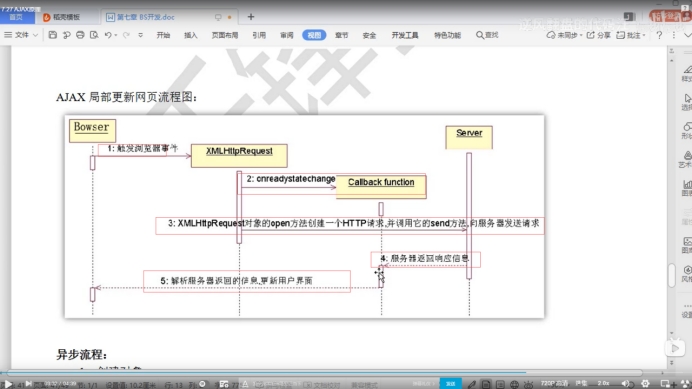 7.27 AJAX原理
首页
稻壳模板
第七章 BS开发.doc
文件
开始
插入
页面布局
引用
审阅
视图
章节
安全
开发工具
特色功能
查找
未同步
分享
批注
AJAX 局部更新网页流程图：
Bowser
Server
1: 触发浏览器事件
XMLHttpRequest
2: onreadystatechange
Callback function
3: XMLHttpRequest对象的open方法创建一个HTTP请求,并调用它的send方法,向服务器发送请求
4: 服务器返回响应信息
5: 解析服务器返回的信息,更新用户界面
异步流程：
720P 高清
选集
2.0x